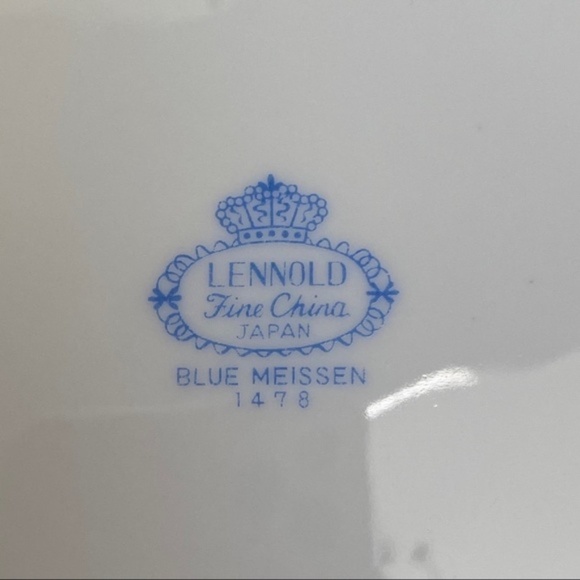 LENNOLD
Fine China
JAPAN
BLUE MEISSEN
1478